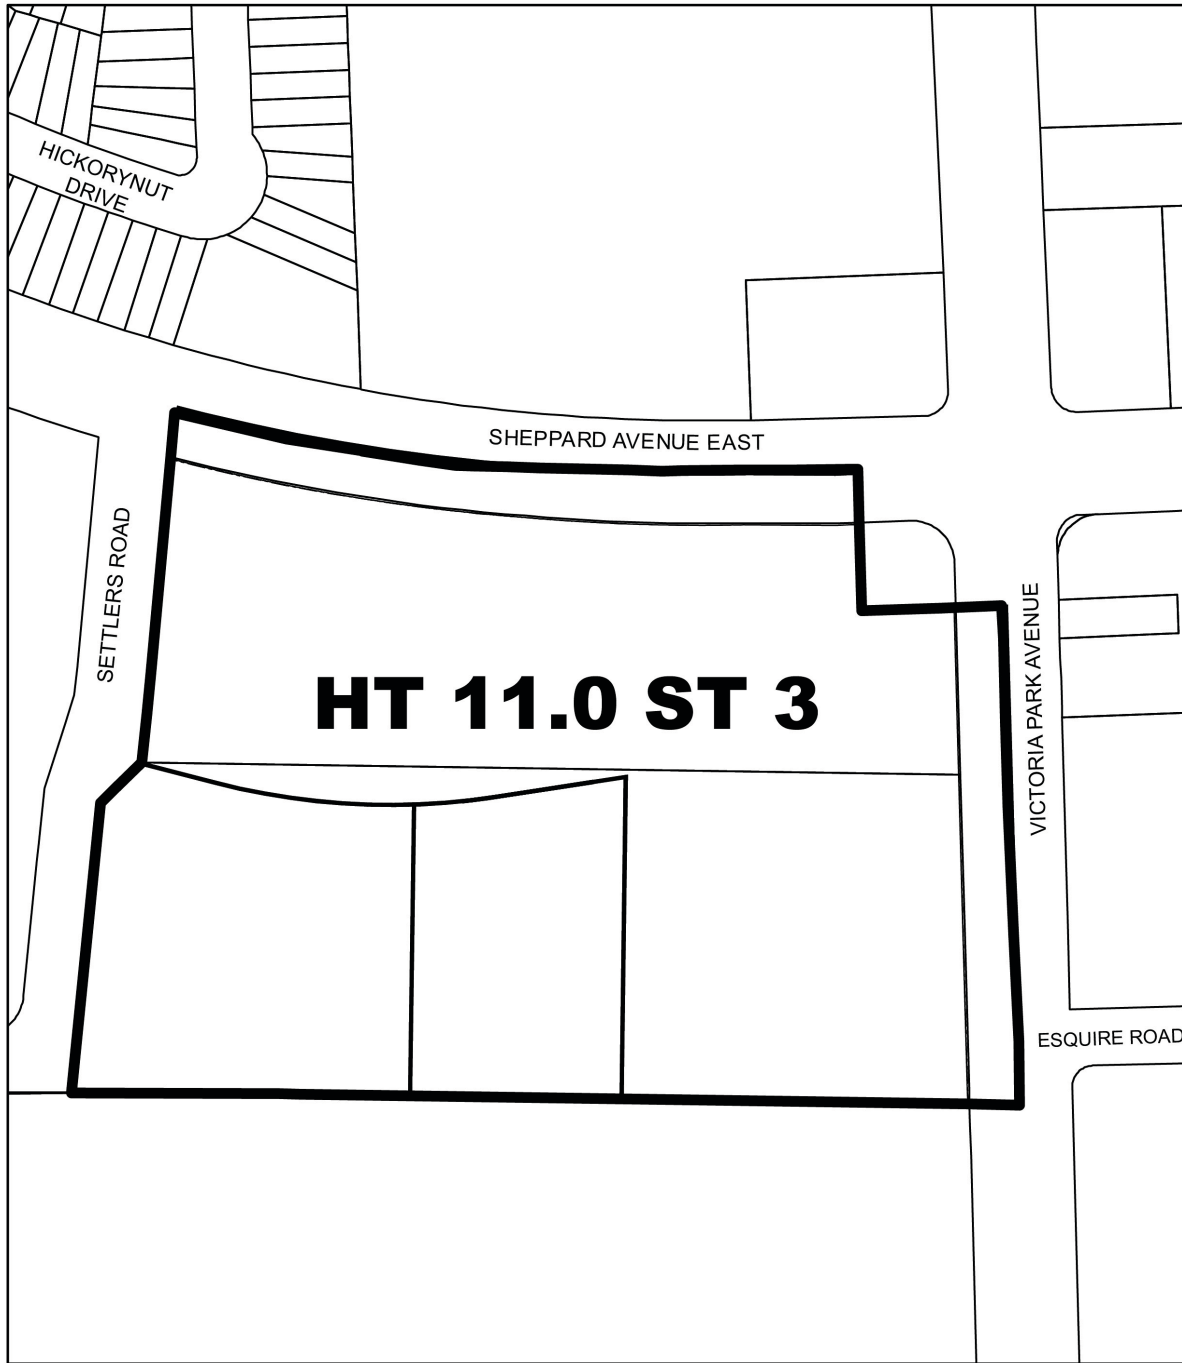 HICKORYNUT
DRIVE
SHEPPARD AVENUE EAST
SETTLERS ROAD
VICTORIA PARK AVENUE
HT 11.0 ST 3
ESQUIRE ROAD